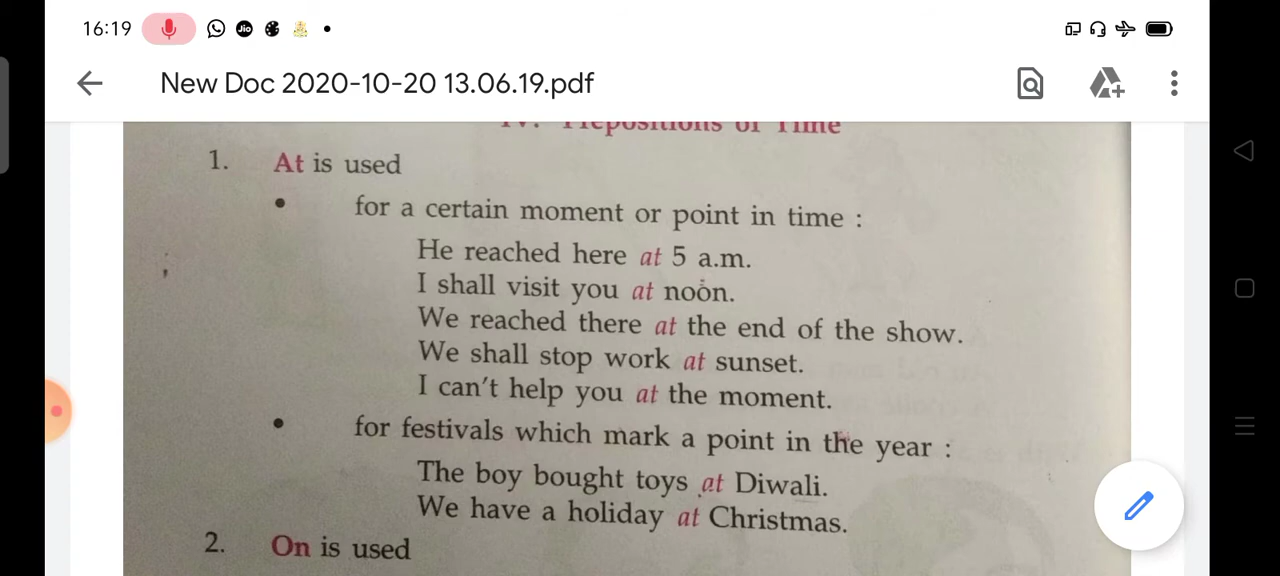 16:19
New Doc 2020-10-20 13.06.19.pdf
IV. Prepositions of Time
1. At is used
• for a certain moment or point in time :
He reached here at 5 a.m.
I shall visit you at noon.
We reached there at the end of the show.
We shall stop work at sunset.
I can't help you at the moment.
• for festivals which mark a point in the year :
The boy bought toys at Diwali.
We have a holiday at Christmas.
2. On is used